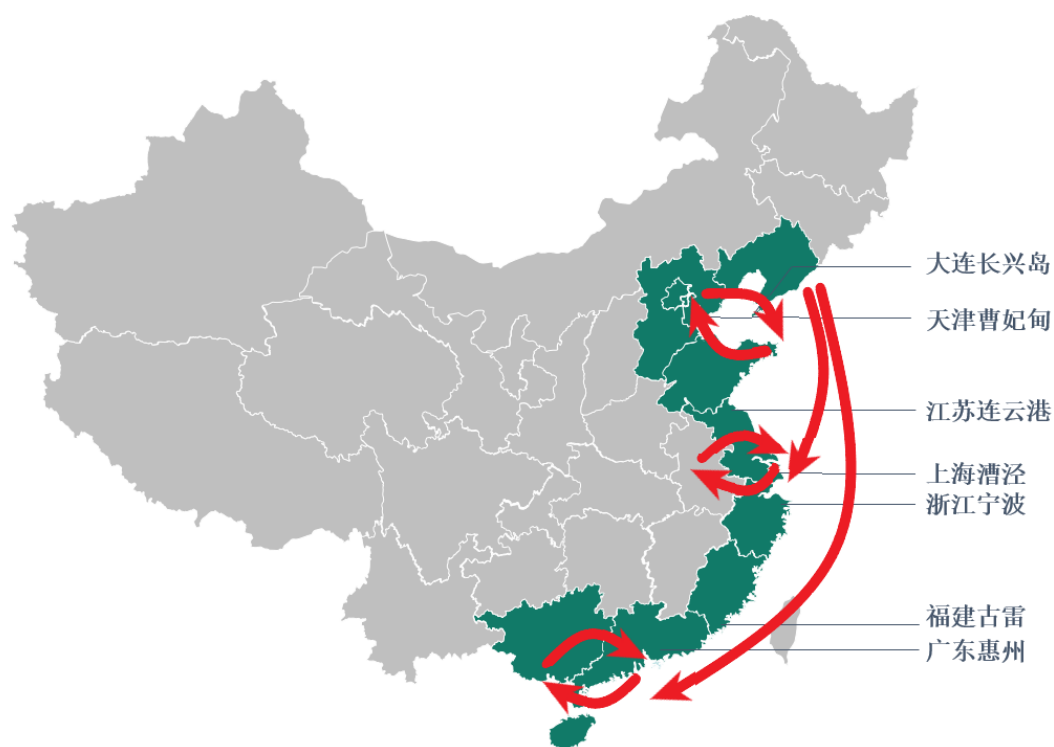 大连长兴岛
天津曹妃甸
江苏连云港
上海漕泾
浙江宁波
福建古雷
广东惠州